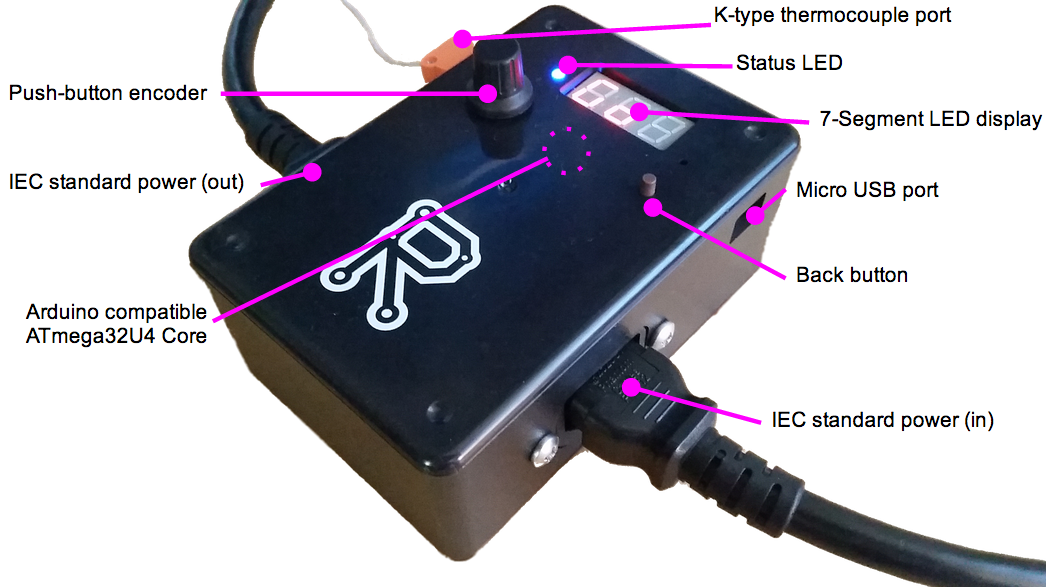 K-type thermocouple port
Status LED
Push-button encoder
7-Segment LED display
IEC standard power (out)
Micro USB port
Back button
Arduino compatible
ATmega32U4 Core
IEC standard power (in)